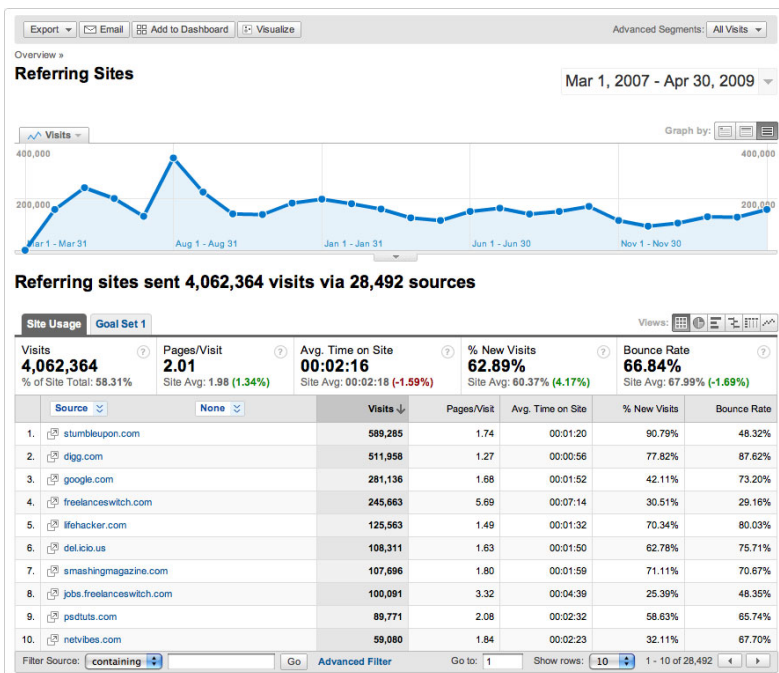 Export Email Add to Dashboard Visualize Advanced Segments: All Visits
Overview »
Referring Sites
Mar 1, 2007 - Apr 30, 2009
Visits Graph by:
400,000 400,000
200,000 200,000
Mar 1 - Mar 31 Aug 1 - Aug 31 Jan 1 - Jan 31 Jun 1 - Jun 30 Nov 1 - Nov 30
Referring sites sent 4,062,364 visits via 28,492 sources
Site Usage Goal Set 1 Views:
Visits ? Pages/Visit ? Avg. Time on Site ? % New Visits ? Bounce Rate ?
4,062,364 2.01 00:02:16 62.89% 66.84%
% of Site Total: 58.31% Site Avg: 1.98 (1.34%) Site Avg: 00:02:18 (-1.59%) Site Avg: 60.37% (4.17%) Site Avg: 67.99% (-1.69%)
Source None Visits Pages/Visit Avg. Time on Site % New Visits Bounce Rate
1. stumbleupon.com 589,285 1.74 00:01:20 90.79% 48.32%
2. digg.com 511,958 1.27 00:00:56 77.82% 87.62%
3. google.com 281,136 1.68 00:01:52 42.11% 73.20%
4. freelanceswitch.com 245,663 5.69 00:07:14 30.51% 29.16%
5. lifehacker.com 125,563 1.49 00:01:32 70.34% 80.03%
6. del.icio.us 108,311 1.63 00:01:50 62.78% 75.71%
7. smashingmagazine.com 107,696 1.80 00:01:59 71.11% 70.67%
8. jobs.freelanceswitch.com 100,091 3.32 00:04:39 25.39% 48.35%
9. psdtuts.com 89,771 2.08 00:02:32 58.63% 65.74%
10. netvibes.com 59,080 1.84 00:02:23 32.11% 67.70%
Filter Source: containing Go Advanced Filter Go to: 1 Show rows: 10 1 - 10 of 28,492